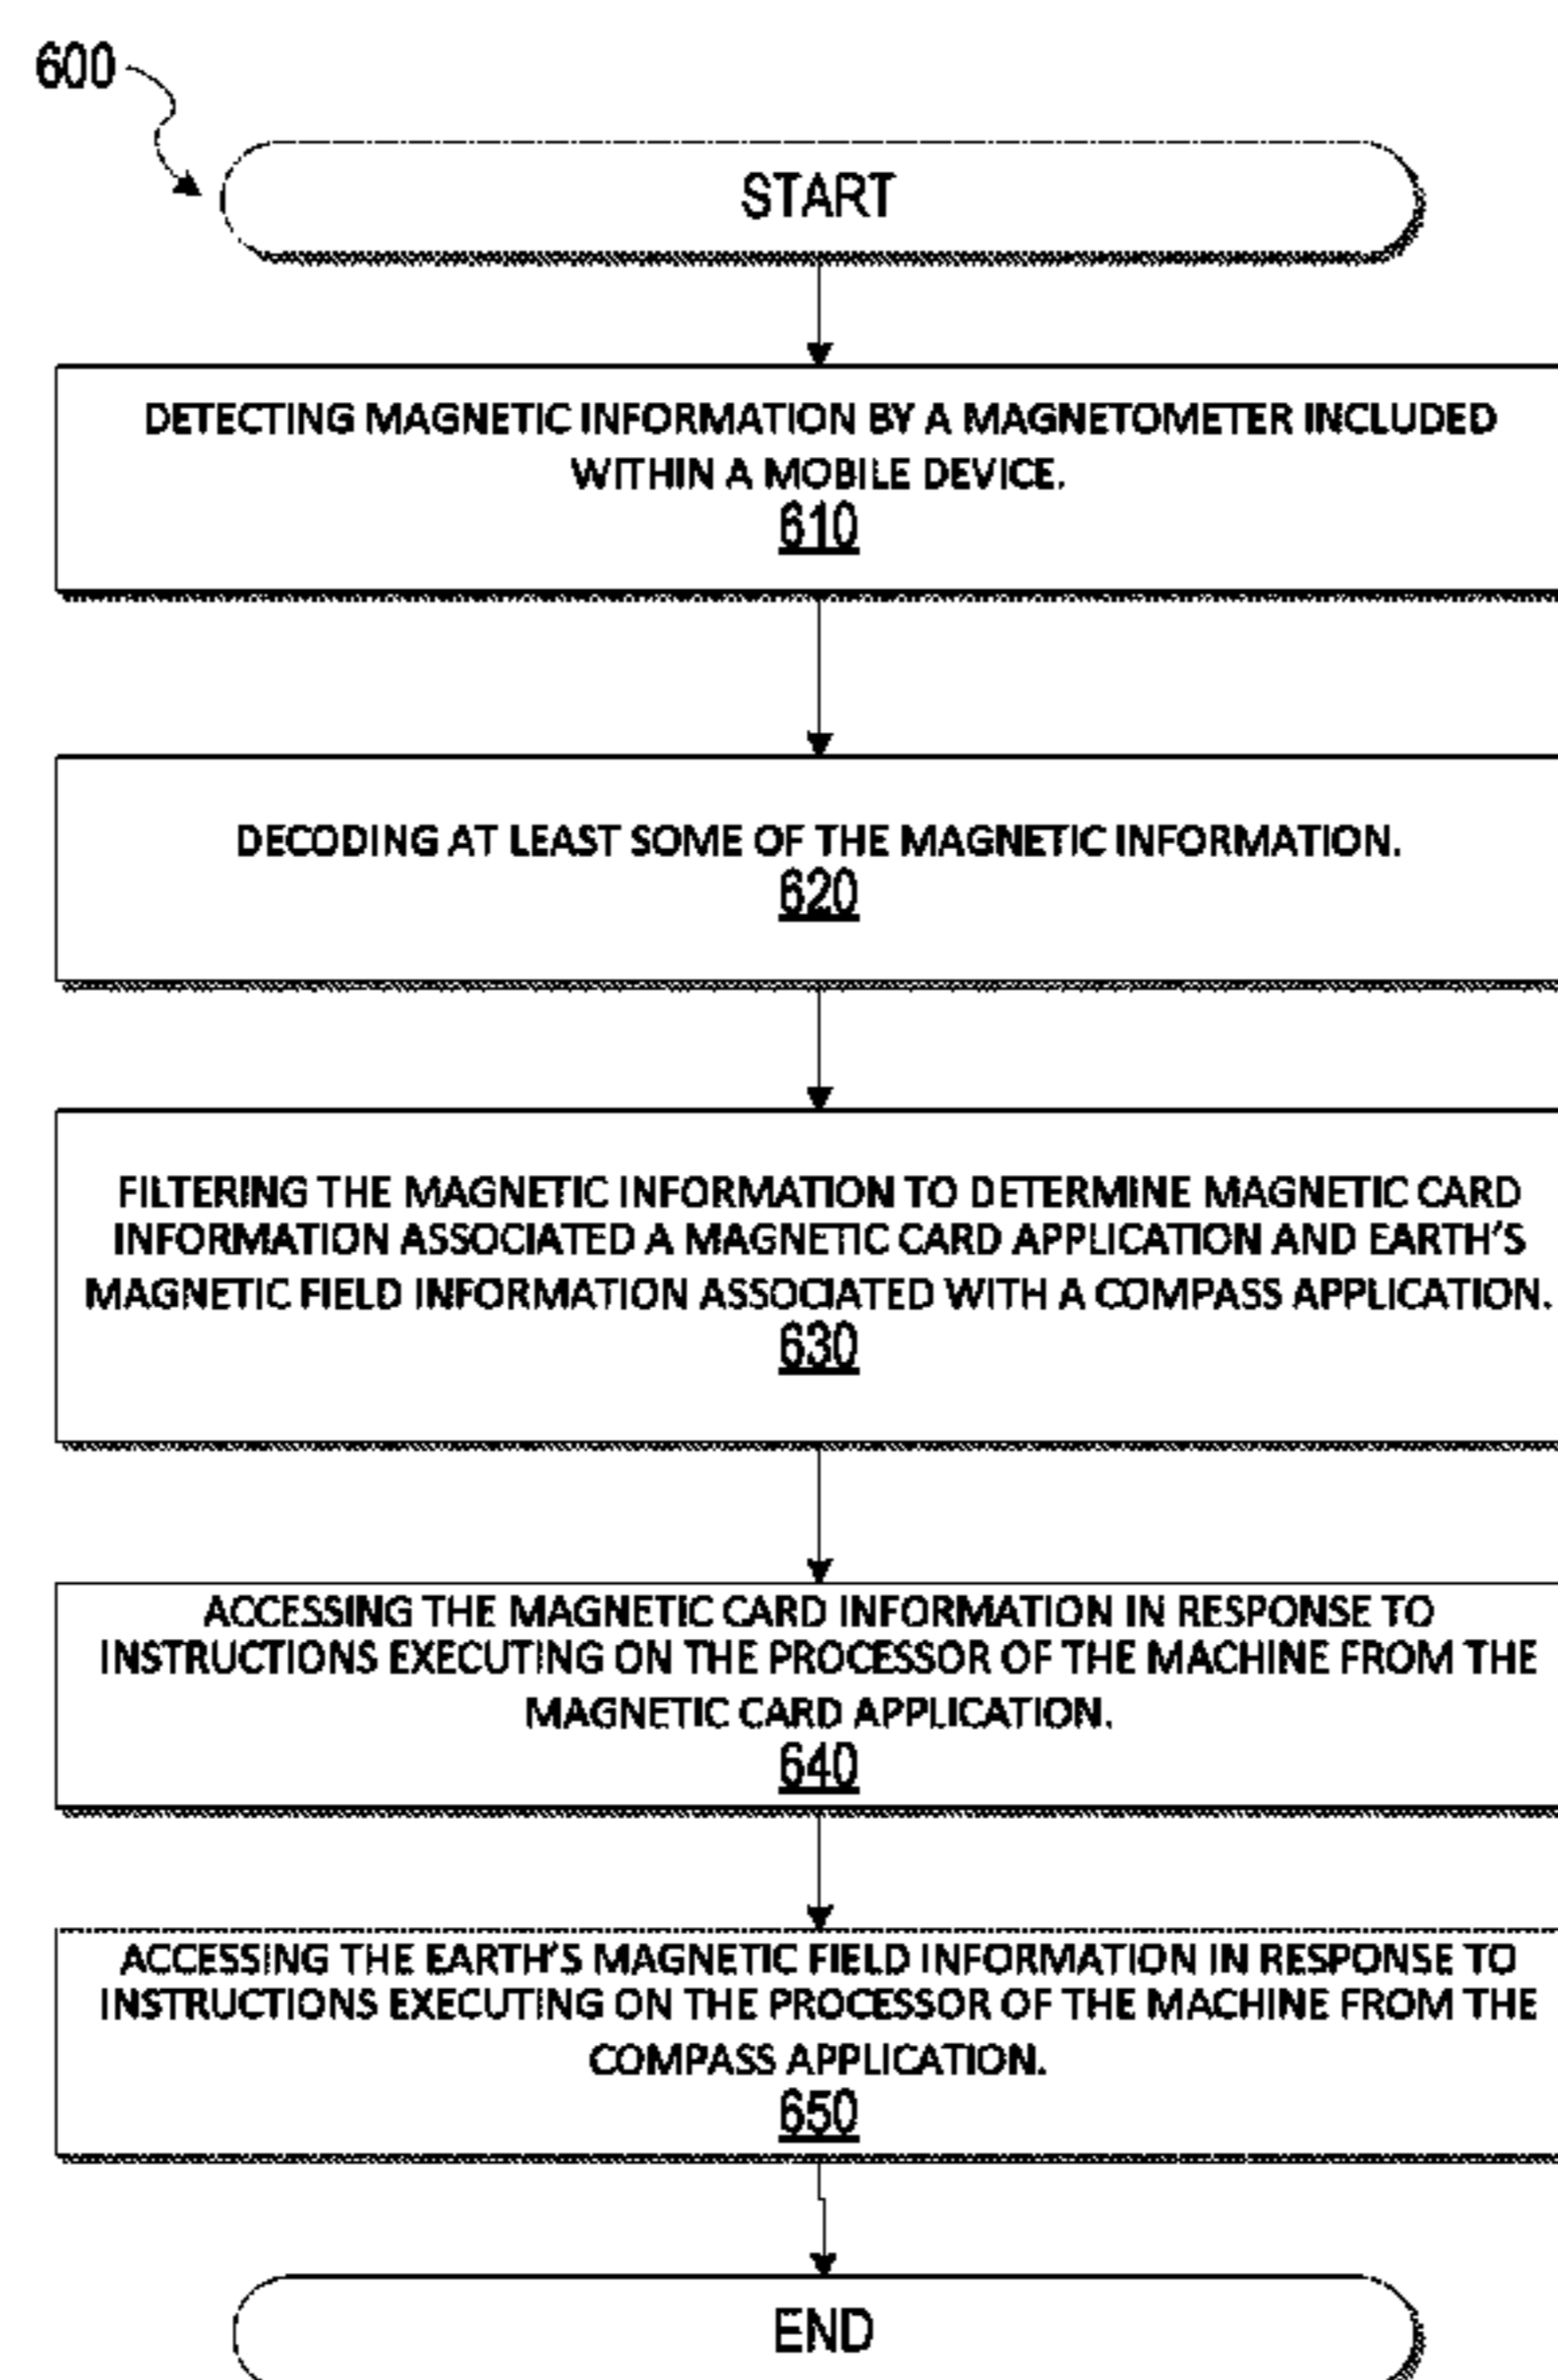 600
START
DETECTING MAGNETIC INFORMATION BY A MAGNETOMETER INCLUDED
WITHIN A MOBILE DEVICE.
610
DECODING AT LEAST SOME OF THE MAGNETIC INFORMATION.
620
FILTERING THE MAGNETIC INFORMATION TO DETERMINE MAGNETIC CARD
INFORMATION ASSOCIATED A MAGNETIC CARD APPLICATION AND EARTH'S
MAGNETIC FIELD INFORMATION ASSOCIATED WITH A COMPASS APPLICATION.
630
ACCESSING THE MAGNETIC CARD INFORMATION IN RESPONSE TO
INSTRUCTIONS EXECUTING ON THE PROCESSOR OF THE MACHINE FROM THE
MAGNETIC CARD APPLICATION.
640
ACCESSING THE EARTH'S MAGNETIC FIELD INFORMATION IN RESPONSE TO
INSTRUCTIONS EXECUTING ON THE PROCESSOR OF THE MACHINE FROM THE
COMPASS APPLICATION.
650
END